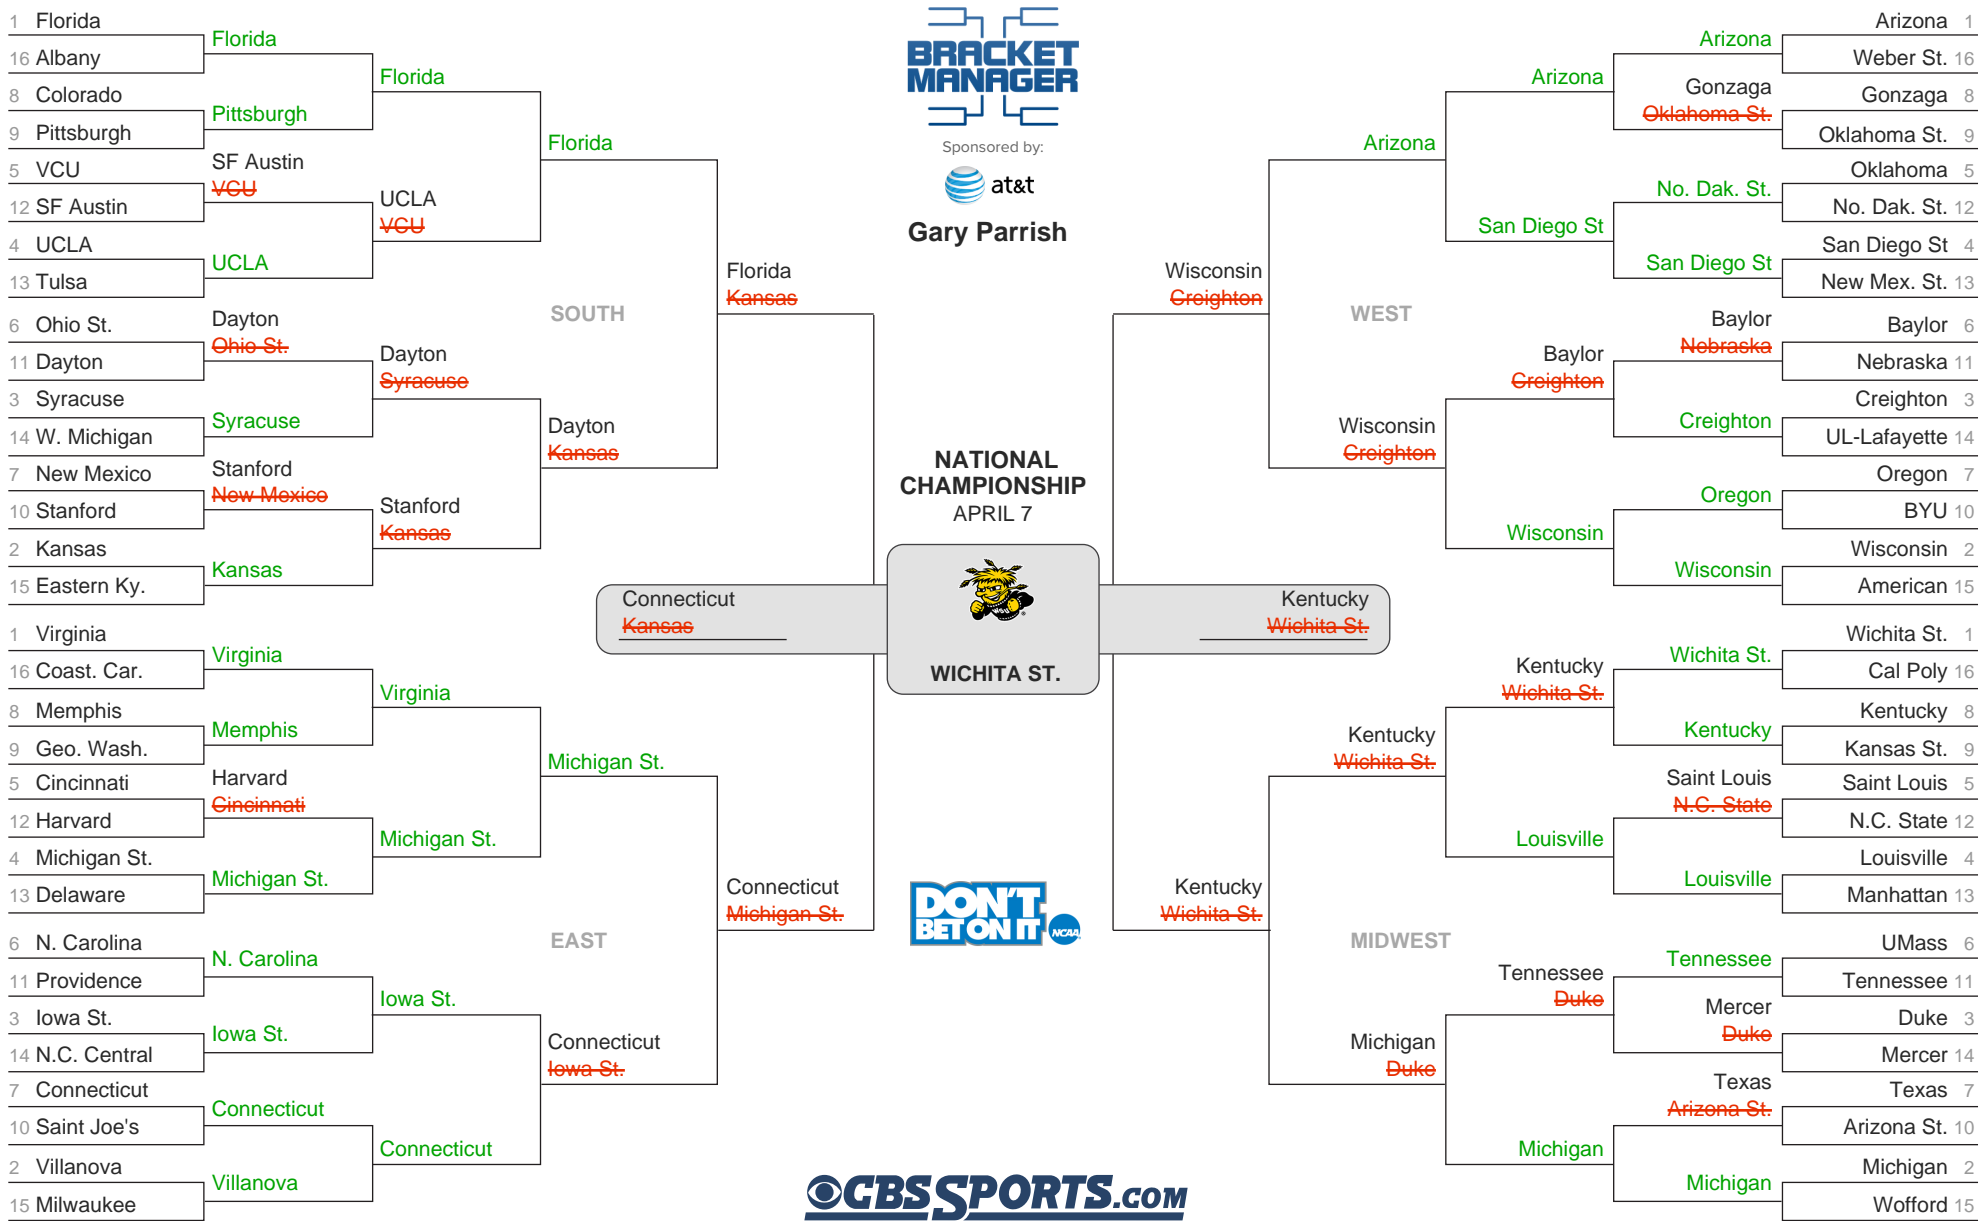 1 Florida
16 Albany
8 Colorado
9 Pittsburgh
5 VCU
12 SF Austin
4 UCLA
13 Tulsa
6 Ohio St.
11 Dayton
3 Syracuse
14 W. Michigan
7 New Mexico
10 Stanford
2 Kansas
15 Eastern Ky.
Florida
Pittsburgh
SF Austin
VCU
UCLA
Dayton
Ohio St.
Syracuse
Stanford
New Mexico
Kansas
Florida
UCLA
VCU
Dayton
Syracuse
Stanford
Kansas
Florida
Dayton
Kansas
SOUTH
Florida
Kansas
1 Virginia
16 Coast. Car.
8 Memphis
9 Geo. Wash.
5 Cincinnati
12 Harvard
4 Michigan St.
13 Delaware
6 N. Carolina
11 Providence
3 Iowa St.
14 N.C. Central
7 Connecticut
10 Saint Joe's
2 Villanova
15 Milwaukee
Virginia
Memphis
Harvard
Cincinnati
Michigan St.
N. Carolina
Iowa St.
Connecticut
Villanova
Virginia
Michigan St.
Iowa St.
Connecticut
Michigan St.
Connecticut
Iowa St.
EAST
Connecticut
Michigan St.
BRACKET
MANAGER
Sponsored by:
at&t
Gary Parrish
NATIONAL
CHAMPIONSHIP
APRIL 7
Connecticut
Kansas
WSU
WICHITA ST.
Kentucky
Wichita St.
DON'T
BET ON IT
NCAA
CBSSPORTS.COM
Wisconsin
Creighton
WEST
Arizona
Wisconsin
Creighton
Arizona
San Diego St
Baylor
Creighton
Wisconsin
Arizona
Gonzaga
Oklahoma St.
No. Dak. St.
San Diego St
Baylor
Nebraska
Creighton
Oregon
Wisconsin
Arizona 1
Weber St. 16
Gonzaga 8
Oklahoma St. 9
Oklahoma 5
No. Dak. St. 12
San Diego St 4
New Mex. St. 13
Baylor 6
Nebraska 11
Creighton 3
UL-Lafayette 14
Oregon 7
BYU 10
Wisconsin 2
American 15
Kentucky
Wichita St.
MIDWEST
Kentucky
Wichita St.
Michigan
Duke
Kentucky
Wichita St.
Louisville
Tennessee
Duke
Michigan
Wichita St.
Kentucky
Saint Louis
N.C. State
Louisville
Tennessee
Mercer
Duke
Texas
Arizona St.
Michigan
Wichita St. 1
Cal Poly 16
Kentucky 8
Kansas St. 9
Saint Louis 5
N.C. State 12
Louisville 4
Manhattan 13
UMass 6
Tennessee 11
Duke 3
Mercer 14
Texas 7
Arizona St. 10
Michigan 2
Wofford 15